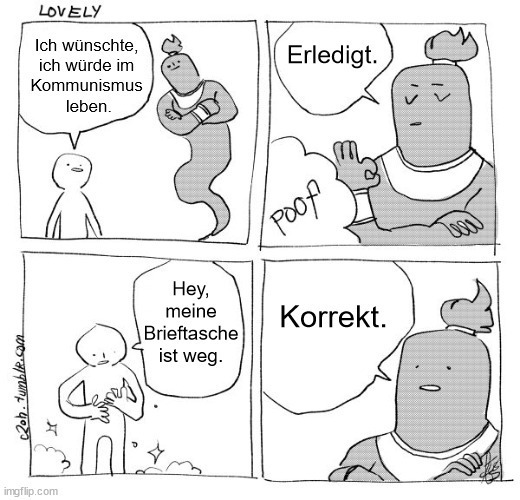 LOVELY
Ich wünschte,
ich würde im
Kommunismus
leben.
Erledigt.
POOF
Hey,
meine
Brieftasche
ist weg.
Korrekt.
c2oh.tumblr.com
imgflip.com